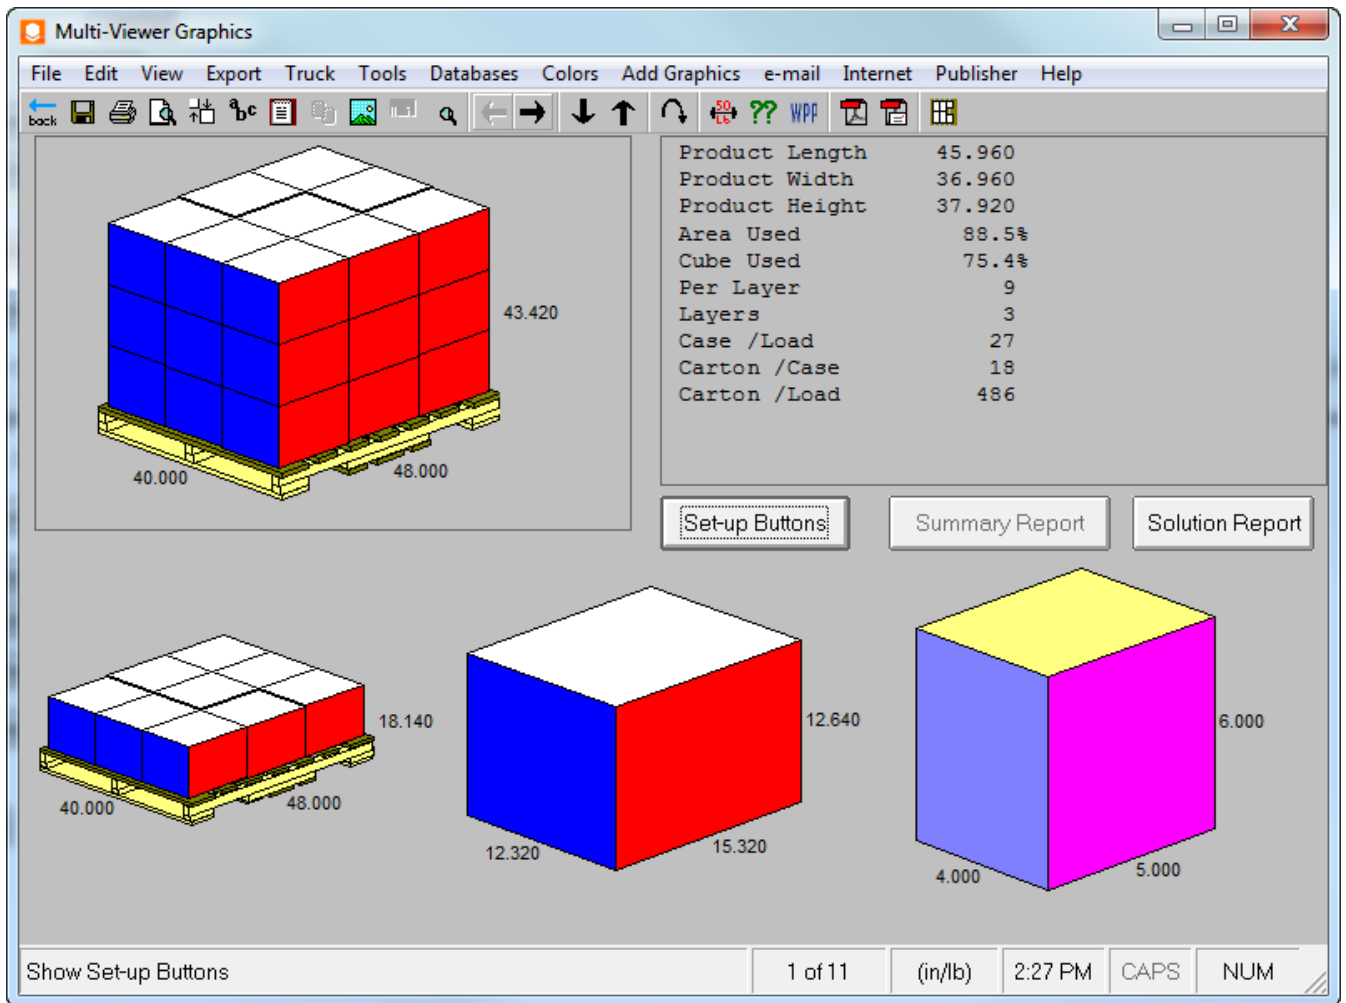 Multi-Viewer Graphics
File Edit View Export Truck Tools Databases Colors Add Graphics e-mail Internet Publisher Help
back abc 50 Lb ?? WPP
Product Length 45.960
Product Width 36.960
Product Height 37.920
Area Used 88.5%
Cube Used 75.4%
Per Layer 9
Layers 3
Case /Load 27
Carton /Case 18
Carton /Load 486
43.420
40.000
48.000
Set-up Buttons
Summary Report
Solution Report
18.140
40.000
48.000
12.640
12.320
15.320
6.000
4.000
5.000
Show Set-up Buttons
1 of 11
(in/lb)
2:27 PM
CAPS
NUM